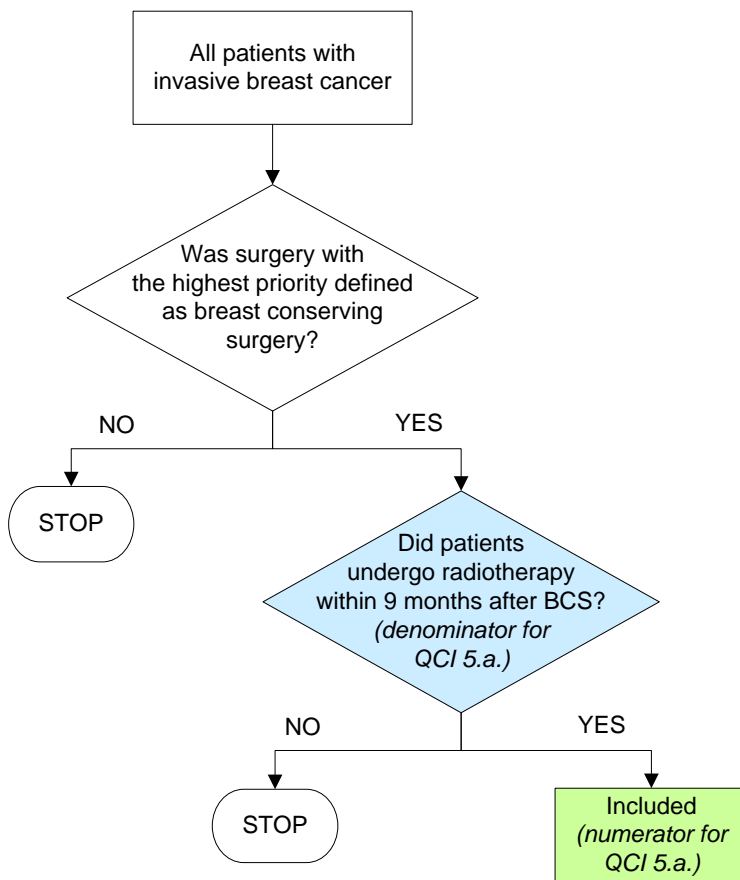 All patients with
invasive breast cancer
Was surgery with
the highest priority defined
as breast conserving
surgery?
NO
YES
STOP
Did patients
undergo radiotherapy
within 9 months after BCS?
(denominator for
QCI 5.a.)
NO
YES
STOP
Included
(numerator for
QCI 5.a.)